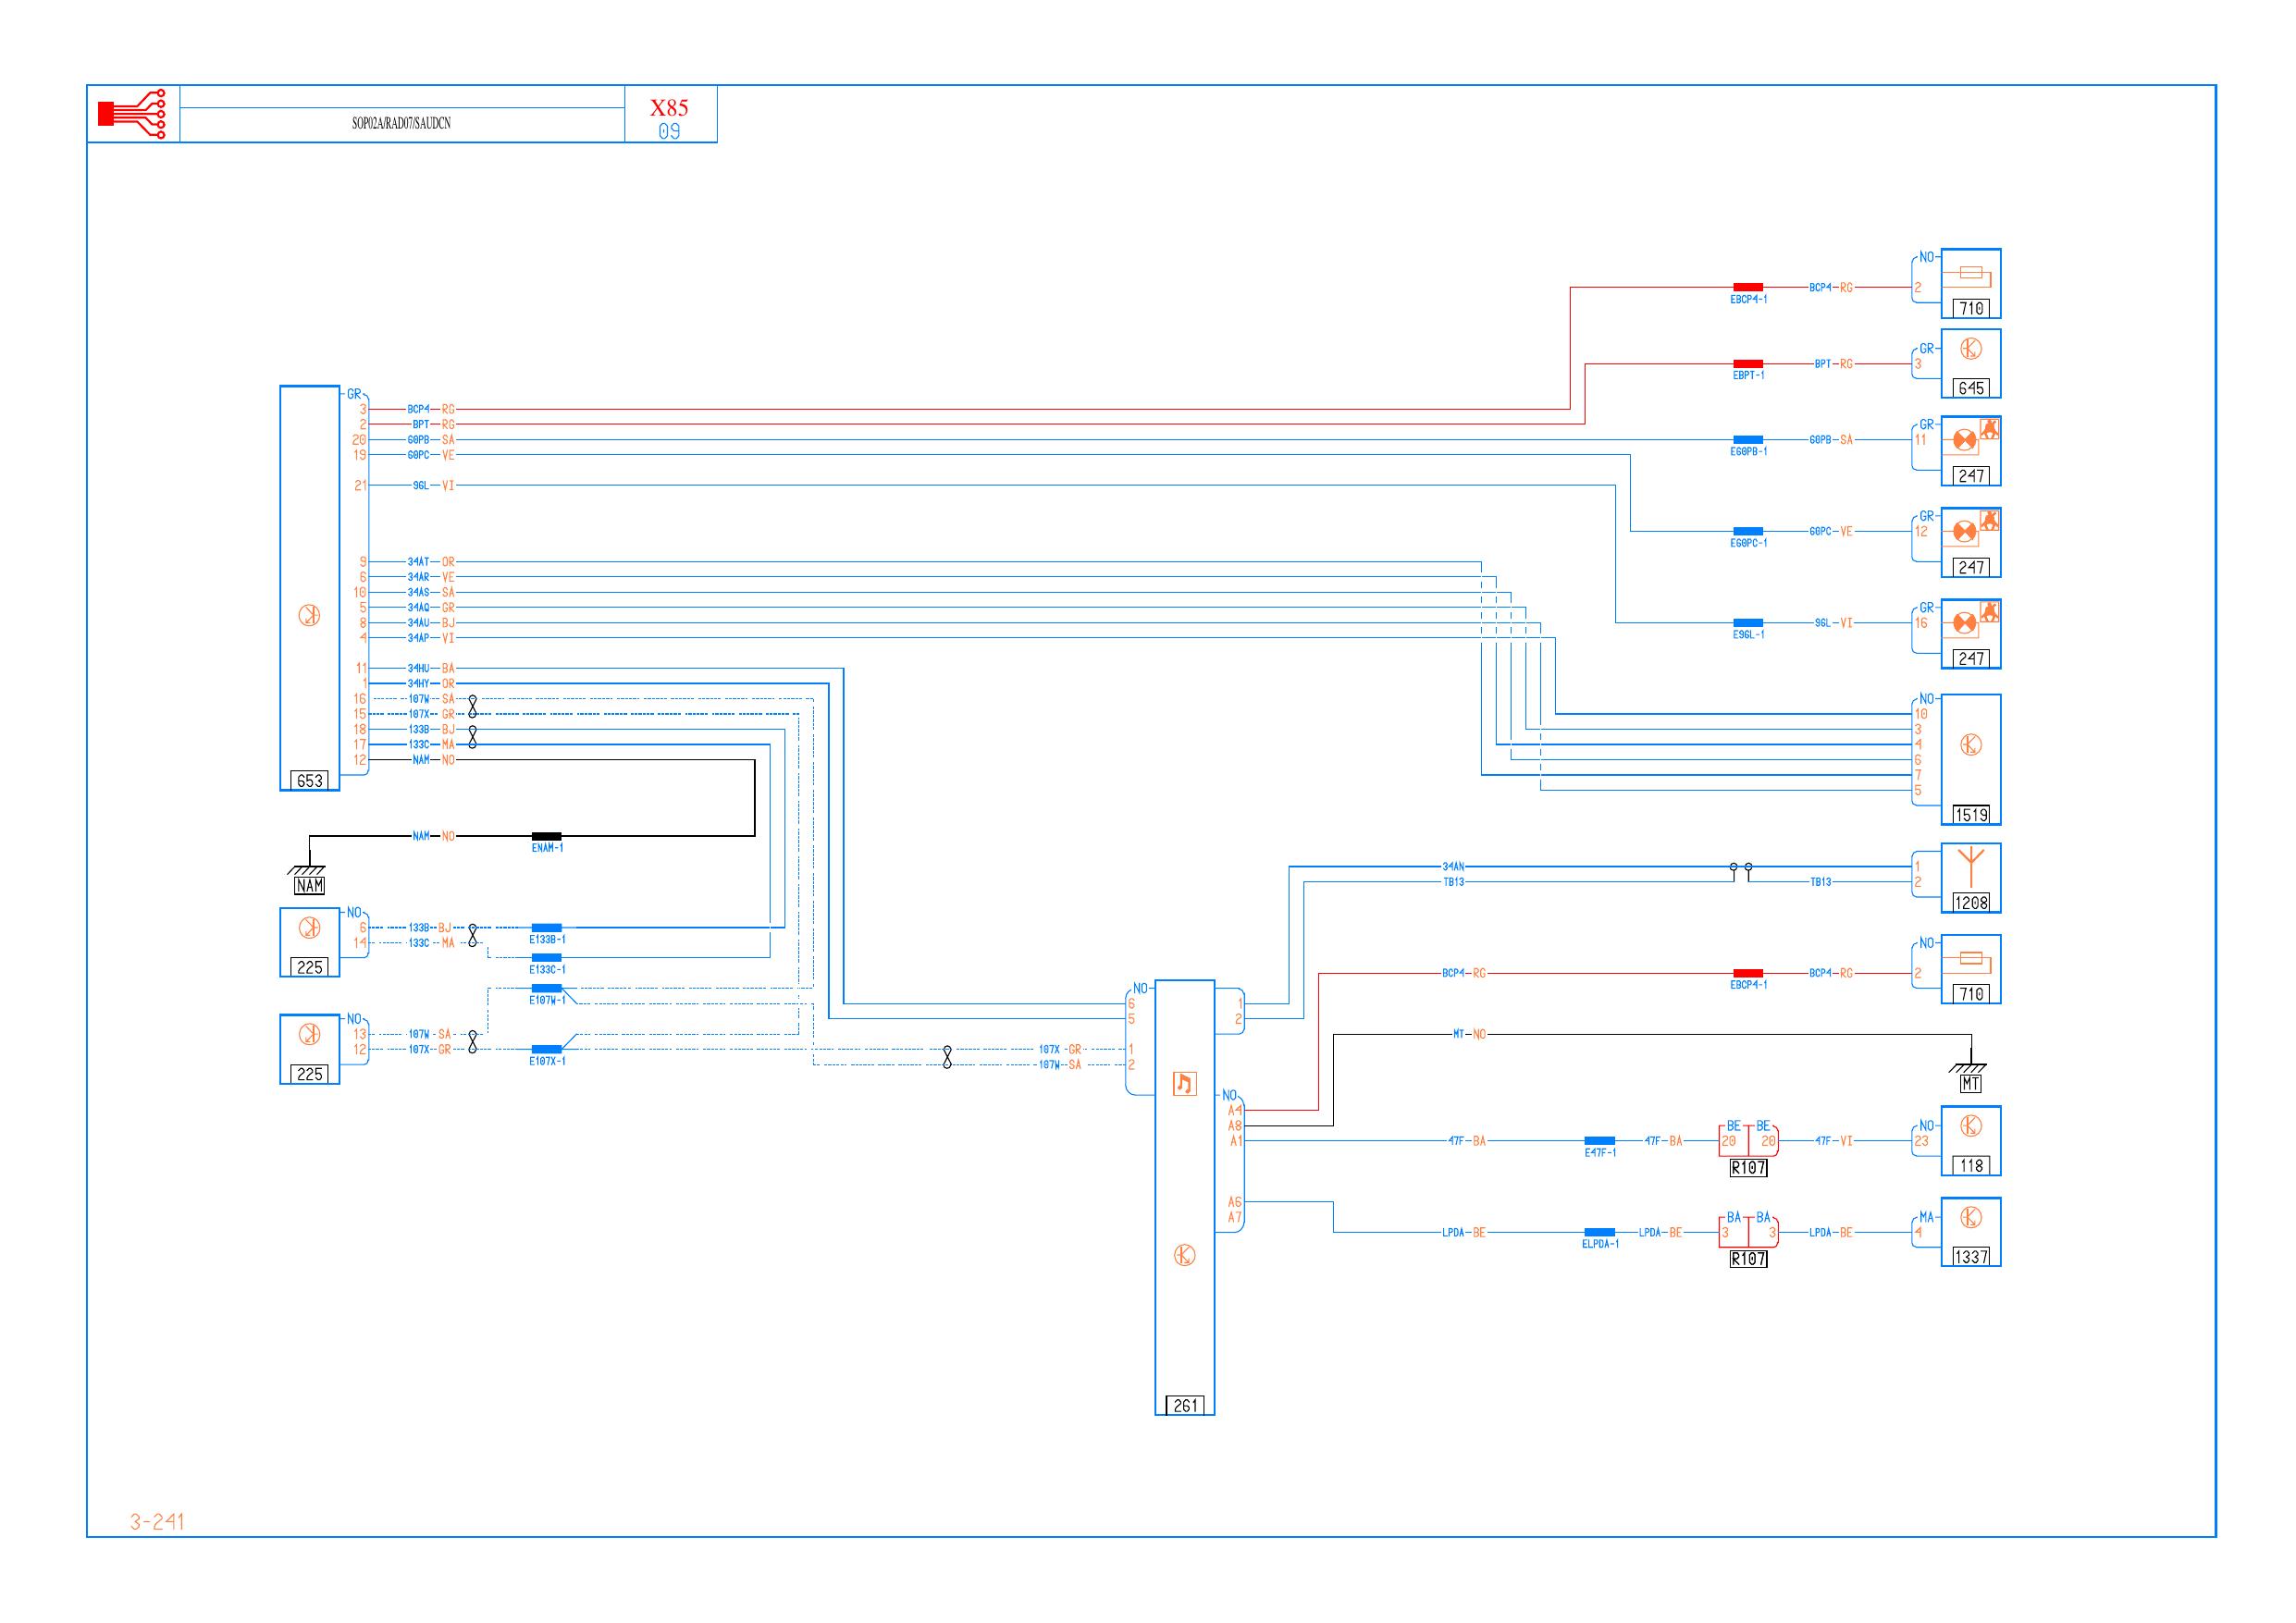 SOP02A/RAD07/SAUDCN
X85
09
NO
2
BCP4 RG
EBCP4-1
710
GR
3
BPT RG
EBPT-1
645
GR
3 BCP4 RG
2 BPT RG
20 60PB SA
19 60PC VE
21 96L VI
9 34AT OR
6 34AR VE
10 34AS SA
5 34AQ GR
8 34AU BJ
4 34AP VI
11 34HU BA
1 34HY OR
16 107W SA
15 107X GR
18 133B BJ
17 133C MA
12 NAM NO
653
GR
E60PB-1 60PB SA 11
247
GR
E60PC-1 60PC VE 12
247
GR
E96L-1 96L VI 16
247
NO
10
3
4
6
7
5
1519
NAM NO
ENAM-1
NAM
34AN 1
TB13 TB13 2
1208
NO
6 133B BJ
14 133C MA
E133B-1
E133C-1
225
NO
13 107W SA
12 107X GR
E107W-1
E107X-1
225
NO
6
5
107X GR 1
107W SA 2
1
2
NO
A4
A8
A1
A6
A7
261
BCP4 RG
EBCP4-1
BCP4 RG
NO
2
710
MT NO
MT
47F BA
E47F-1
47F BA
BE BE
20 20
R107
47F VI
NO
23
118
LPDA BE
ELPDA-1
LPDA BE
BA BA
3 3
R107
LPDA BE
MA
4
1337
3-241